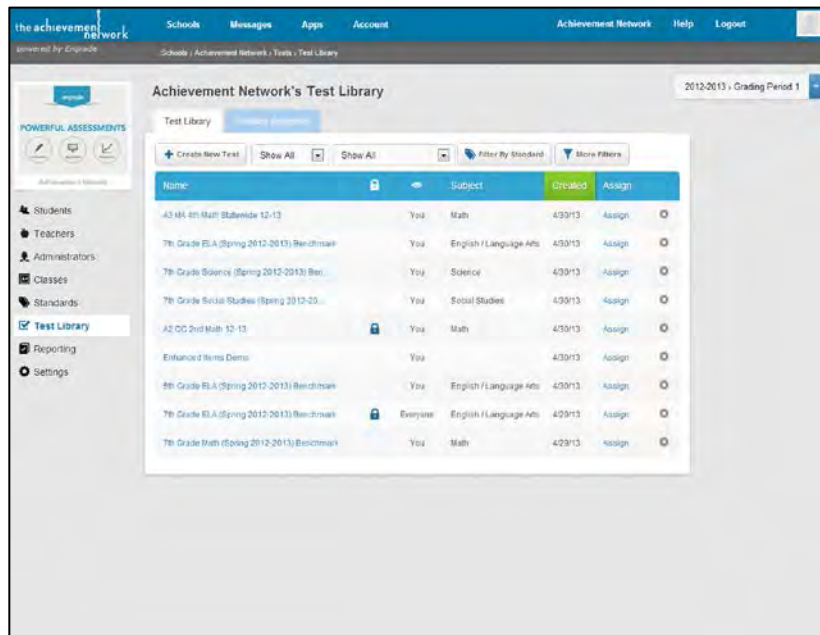 the achievement network
Schools Messages Apps Account Achievement Network Help Logout
powered by Engrade
Schools › Achievement Network › Tests › Test Library
2012-2013 › Grading Period 1
Achievement Network's Test Library
engrade
POWERFUL ASSESSMENTS
Achievement Network
Test Library
Create New Test Show All Show All Filter By Standard More Filters
Name Subject Created Assign
A3 MA 4th Math Statewide 12-13 You Math 4/30/13 Assign
7th Grade ELA (Spring 2012-2013) Benchmark You English / Language Arts 4/30/13 Assign
7th Grade Science (Spring 2012-2013) Ben... You Science 4/30/13 Assign
7th Grade Social Studies (Spring 2012-20... You Social Studies 4/30/13 Assign
A2 CC 2nd Math 12-13 You Math 4/30/13 Assign
Enhanced Items Demo You 4/30/13 Assign
Grade ELA (Spring 2012-2013) Benchmark You English / Language Arts 4/30/13 Assign
7th Grade ELA (Spring 2012-2013) Benchmark Everyone English / Language Arts 4/29/13 Assign
7th Grade Math (Spring 2012-2013) Benchmark You Math 4/29/13 Assign
Students
Teachers
Administrators
Classes
Standards
Test Library
Reporting
Settings